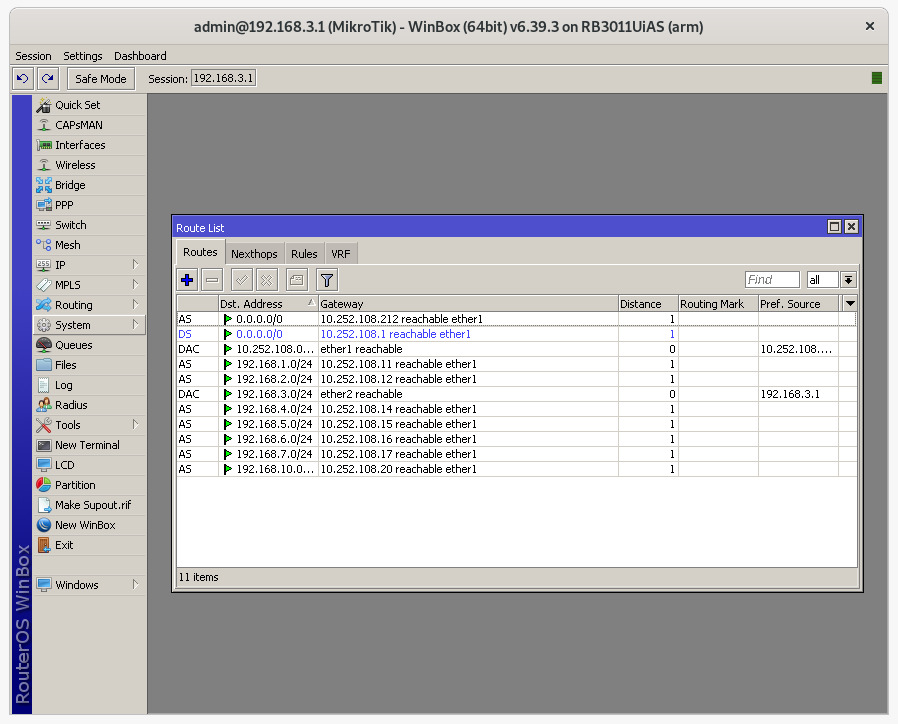 admin@192.168.3.1 (MikroTik) - WinBox (64bit) v6.39.3 on RB3011UiAS (arm)
Session Settings Dashboard
Safe Mode Session: 192.168.3.1
Quick Set
CAPsMAN
Interfaces
Wireless
Bridge
PPP
Switch
Mesh
IP
MPLS
Routing
System
Queues
Files
Log
Radius
Tools
New Terminal
LCD
Partition
Make Supout.rif
New WinBox
Exit
Windows
RouterOS WinBox
Route List
Routes Nexthops Rules VRF
Find all
Dst. Address Gateway Distance Routing Mark Pref. Source
AS 0.0.0.0/0 10.252.108.212 reachable ether1 1
DS 0.0.0.0/0 10.252.108.1 reachable ether1 1
DAC 10.252.108.0... ether1 reachable 0 10.252.108....
AS 192.168.1.0/24 10.252.108.11 reachable ether1 1
AS 192.168.2.0/24 10.252.108.12 reachable ether1 1
DAC 192.168.3.0/24 ether2 reachable 0 192.168.3.1
AS 192.168.4.0/24 10.252.108.14 reachable ether1 1
AS 192.168.5.0/24 10.252.108.15 reachable ether1 1
AS 192.168.6.0/24 10.252.108.16 reachable ether1 1
AS 192.168.7.0/24 10.252.108.17 reachable ether1 1
AS 192.168.10.0... 10.252.108.20 reachable ether1 1
11 items